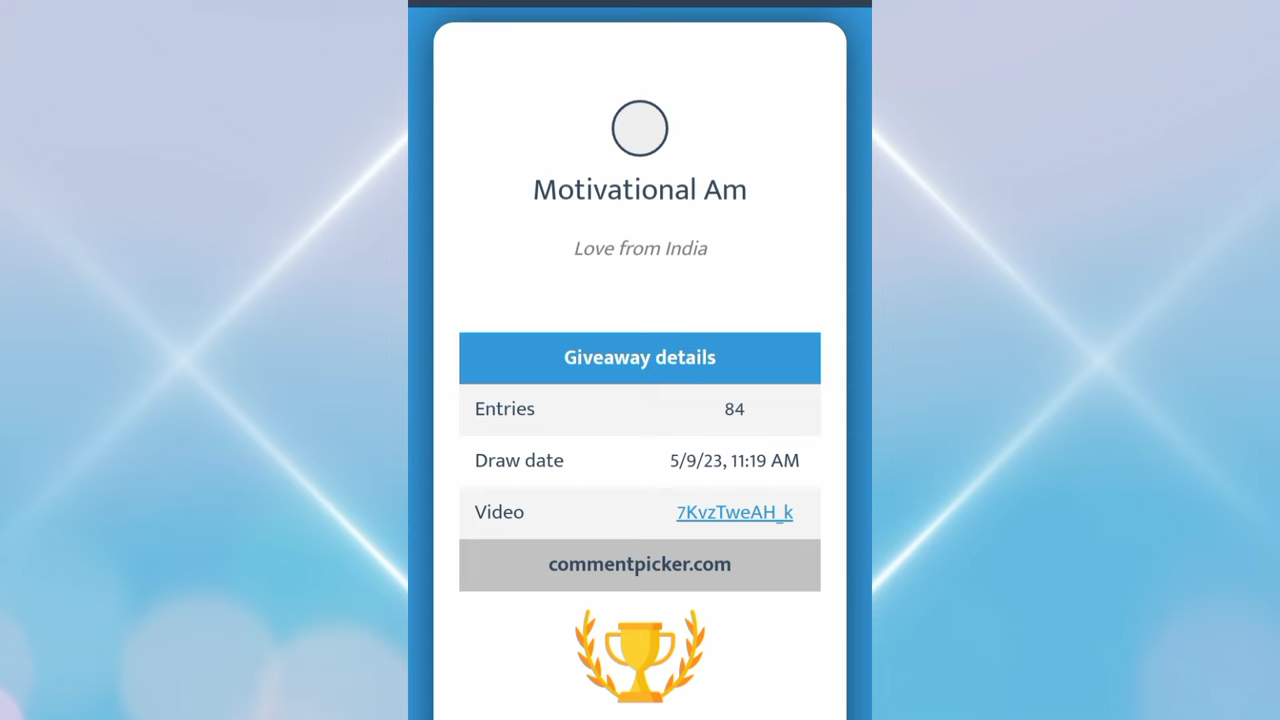 Motivational Am
Love from India
Giveaway details
Entries 84
Draw date 5/9/23, 11:19 AM
Video 7KvzTweAH_k
commentpicker.com